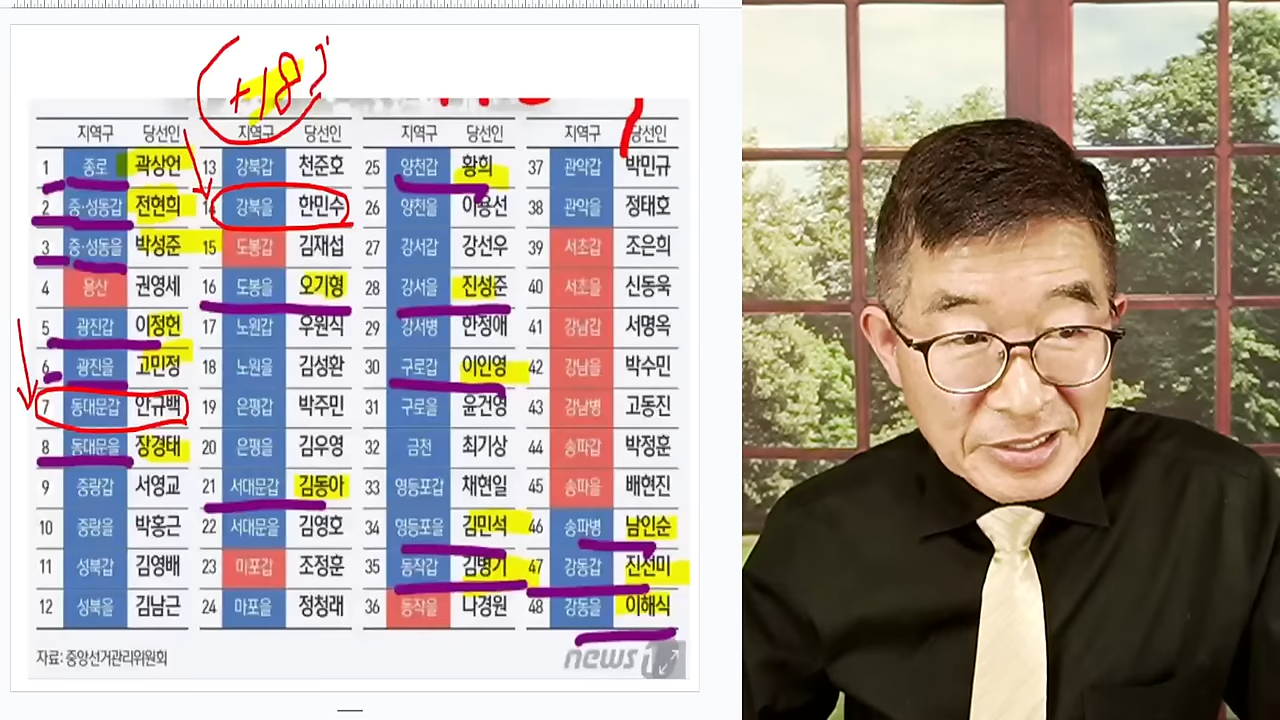 +18
지역구 당선인 지역구 당선인 지역구 당선인 지역구 당선인
1 종로 곽상언 13 강북갑 천준호 25 양천갑 황희 37 관악갑 박민규
2 중·성동갑 전현희 14 강북을 한민수 26 양천을 이용선 38 관악을 정태호
3 중·성동을 박성준 15 도봉갑 김재섭 27 강서갑 강선우 39 서초갑 조은희
4 용산 권영세 16 도봉을 오기형 28 강서을 진성준 40 서초을 신동욱
5 광진갑 이정헌 17 노원갑 우원식 29 강서병 한정애 41 강남갑 서명옥
6 광진을 고민정 18 노원을 김성환 30 구로갑 이인영 42 강남을 박수민
7 동대문갑 안규백 19 은평갑 박주민 31 구로을 윤건영 43 강남병 고동진
8 동대문을 장경태 20 은평을 김우영 32 금천 최기상 44 송파갑 박정훈
9 중랑갑 서영교 21 서대문갑 김동아 33 영등포갑 채현일 45 송파을 배현진
10 중랑을 박홍근 22 서대문을 김영호 34 영등포을 김민석 46 송파병 남인순
11 성북갑 김영배 23 마포갑 조정훈 35 동작갑 김병기 47 강동갑 진선미
12 성북을 김남근 24 마포을 정청래 36 동작을 나경원 48 강동을 이해식
자료: 중앙선거관리위원회
news1